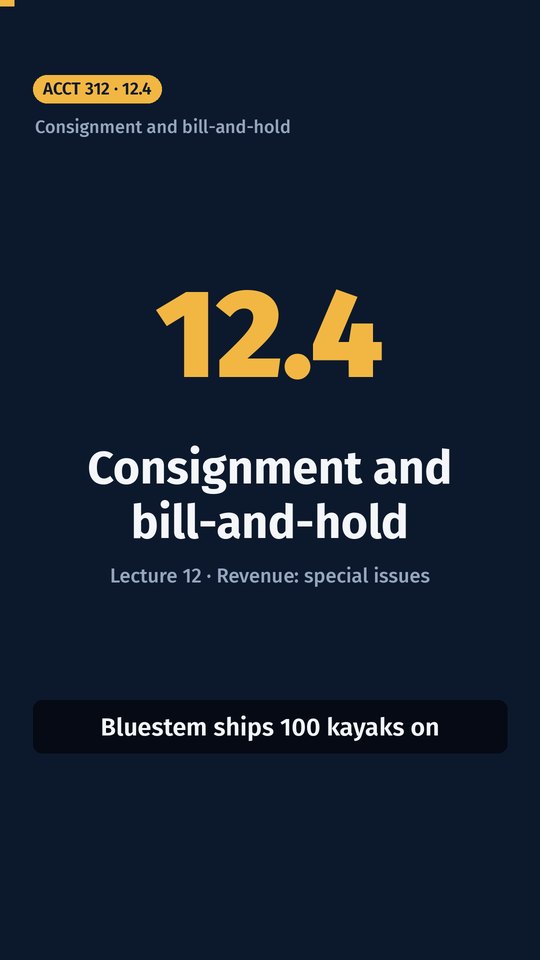 ACCT 312 · 12.4
Consignment and bill-and-hold
12.4
Consignment and
bill-and-hold
Lecture 12 · Revenue: special issues
Bluestem ships 100 kayaks on